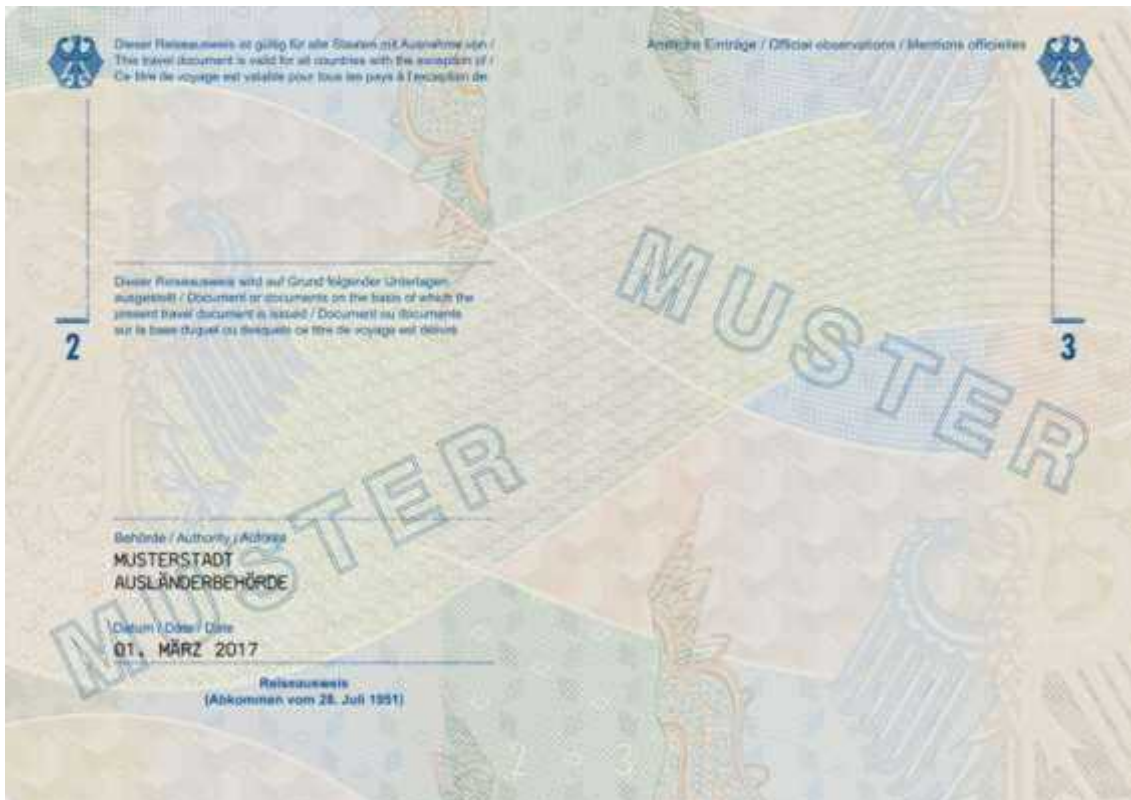 Dieser Reiseausweis ist gültig für alle Staaten mit Ausnahme von /
This travel document is valid for all countries with the exception of /
Ce titre de voyage est valable pour tous les pays à l'exception de
Dieser Reiseausweis wird auf Grund folgender Unterlagen
ausgestellt / Document or documents on the basis of which the
present travel document is issued / Document ou documents
sur la base duquel ou desquels ce titre de voyage est délivré
2
MUSTER
Behörde / Authority / Autorité
MUSTERSTADT
AUSLÄNDERBEHÖRDE
Datum / Date / Date
01. MÄRZ 2017
Reiseausweis
(Abkommen vom 28. Juli 1951)
Amtliche Einträge / Official observations / Mentions officielles
3
MUSTER
2 - 3